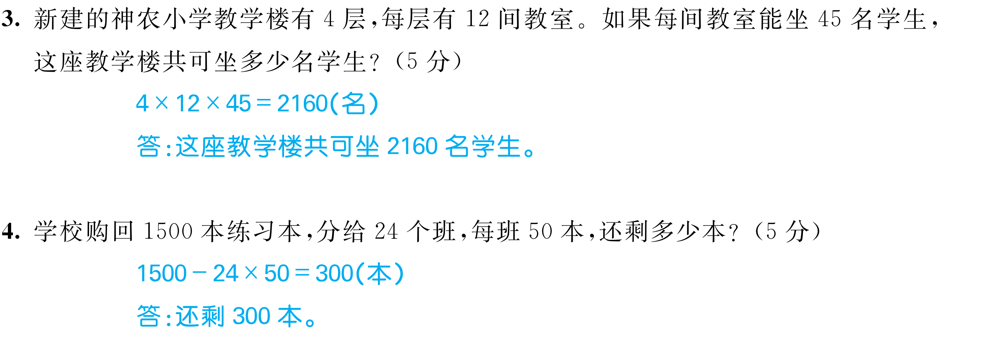 3. 新建的神农小学教学楼有 4 层,每层有 12 间教室。如果每间教室能坐 45 名学生,
这座教学楼共可坐多少名学生?(5 分)
4×12×45=2160(名)
答:这座教学楼共可坐 2160 名学生。
4. 学校购回 1500 本练习本,分给 24 个班,每班 50 本,还剩多少本?(5 分)
1500-24×50=300(本)
答:还剩 300 本。